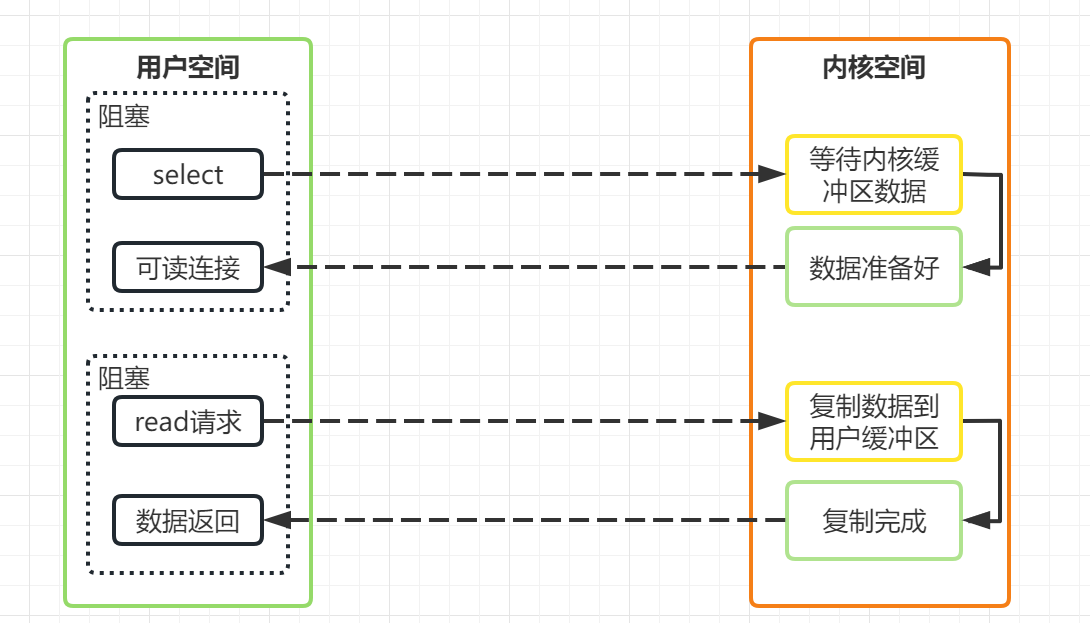 用户空间
阻塞
select
可读连接
阻塞
read请求
数据返回
内核空间
等待内核缓
冲区数据
数据准备好
复制数据到
用户缓冲区
复制完成